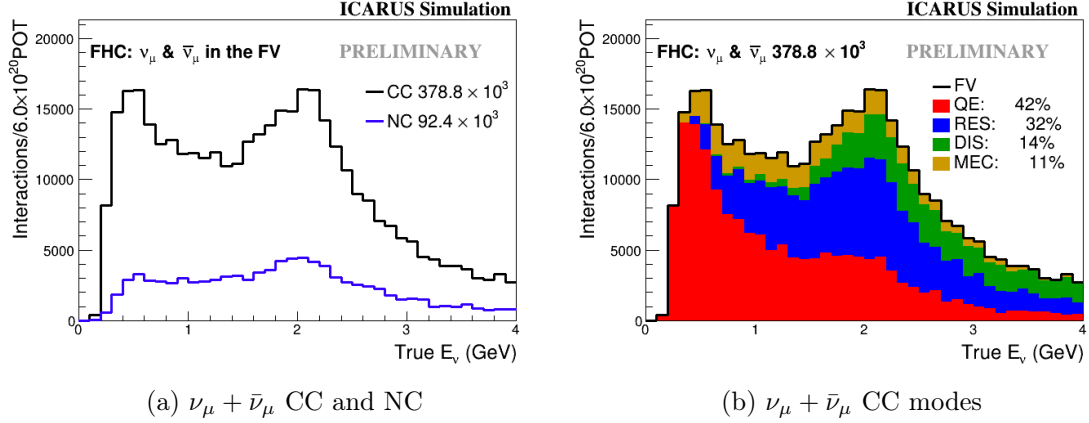 ICARUS Simulation
FHC: νμ & ν̄μ in the FV
PRELIMINARY
CC 378.8 × 10³
NC 92.4 × 10³
Interactions/6.0×10²⁰POT
20000
15000
10000
5000
0
0 1 2 3 4
True Eν (GeV)
(a) νμ + ν̄μ CC and NC
ICARUS Simulation
FHC: νμ & ν̄μ 378.8 × 10³
PRELIMINARY
FV
QE: 42%
RES: 32%
DIS: 14%
MEC: 11%
Interactions/6.0×10²⁰POT
20000
15000
10000
5000
0
0 1 2 3 4
True Eν (GeV)
(b) νμ + ν̄μ CC modes